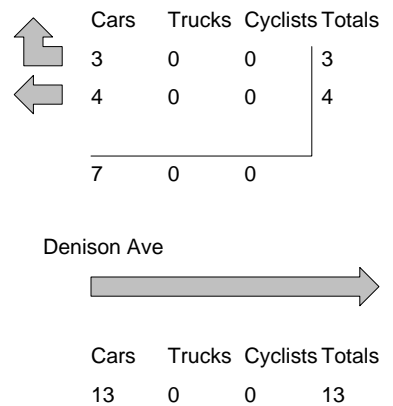 Cars Trucks Cyclists Totals
3 0 0 3
4 0 0 4
7 0 0
Denison Ave
Cars Trucks Cyclists Totals
13 0 0 13